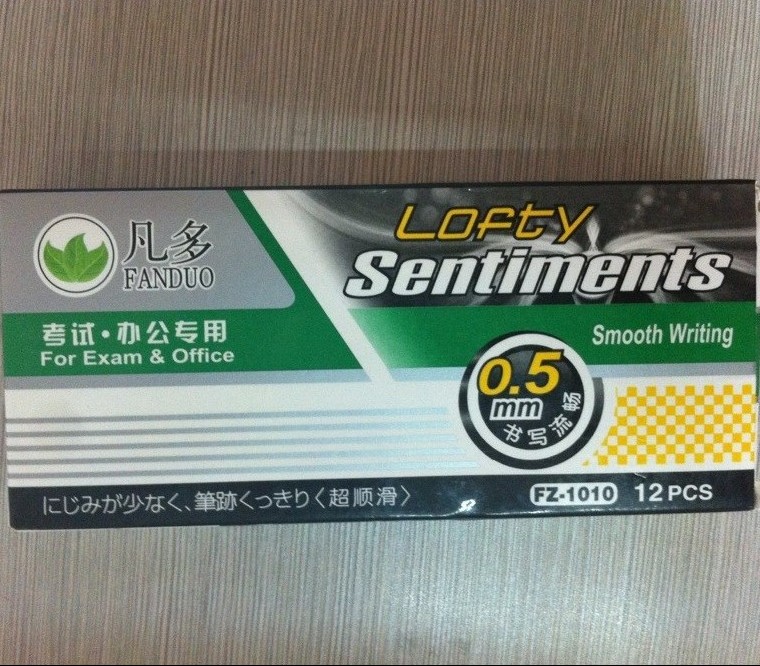 凡多
FANDUO
Lofty
Sentiments
考试·办公专用
For Exam & Office
Smooth Writing
0.5
mm
书写流畅
にじみが少なく、筆跡くっきり〈超顺滑〉
FZ-1010 12PCS